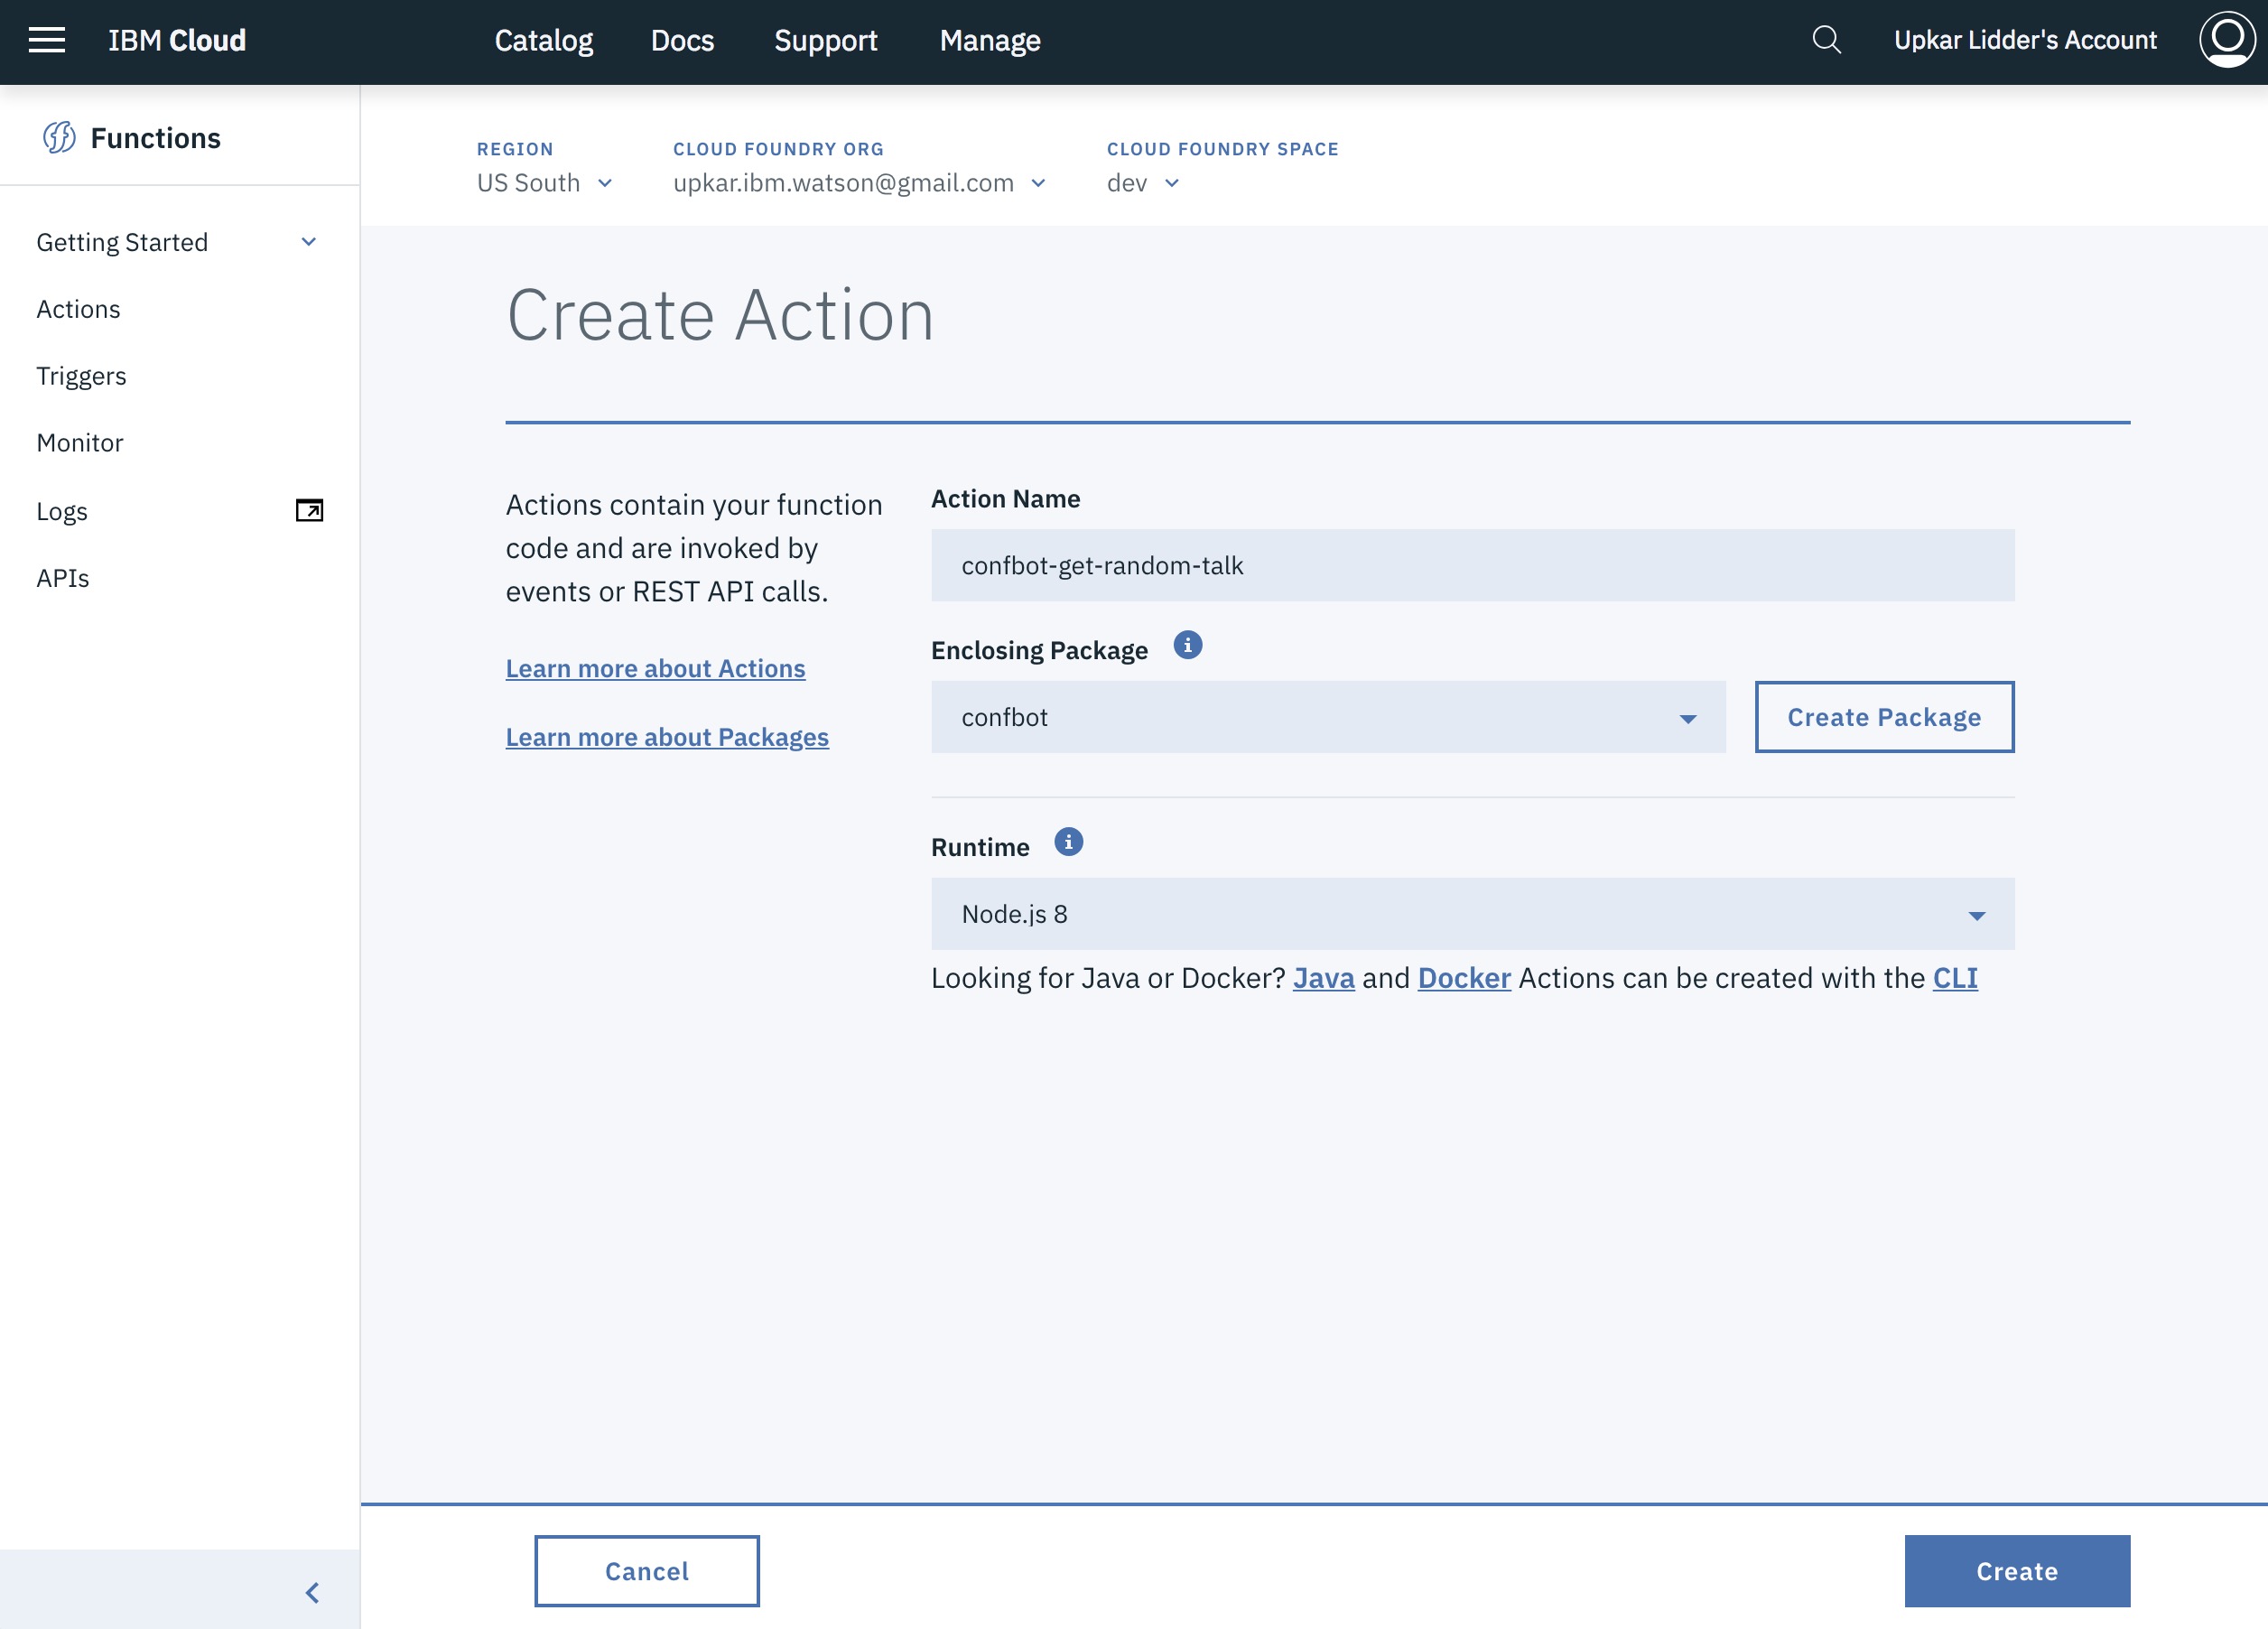 IBM Cloud
Catalog
Docs
Support
Manage
Upkar Lidder's Account
Functions
Getting Started
Actions
Triggers
Monitor
Logs
APIs
REGION
US South
CLOUD FOUNDRY ORG
upkar.ibm.watson@gmail.com
CLOUD FOUNDRY SPACE
dev
Create Action
Actions contain your function
code and are invoked by
events or REST API calls.
Learn more about Actions
Learn more about Packages
Action Name
confbot-get-random-talk
Enclosing Package
confbot
Create Package
Runtime
Node.js 8
Looking for Java or Docker? Java and Docker Actions can be created with the CLI
Cancel
Create